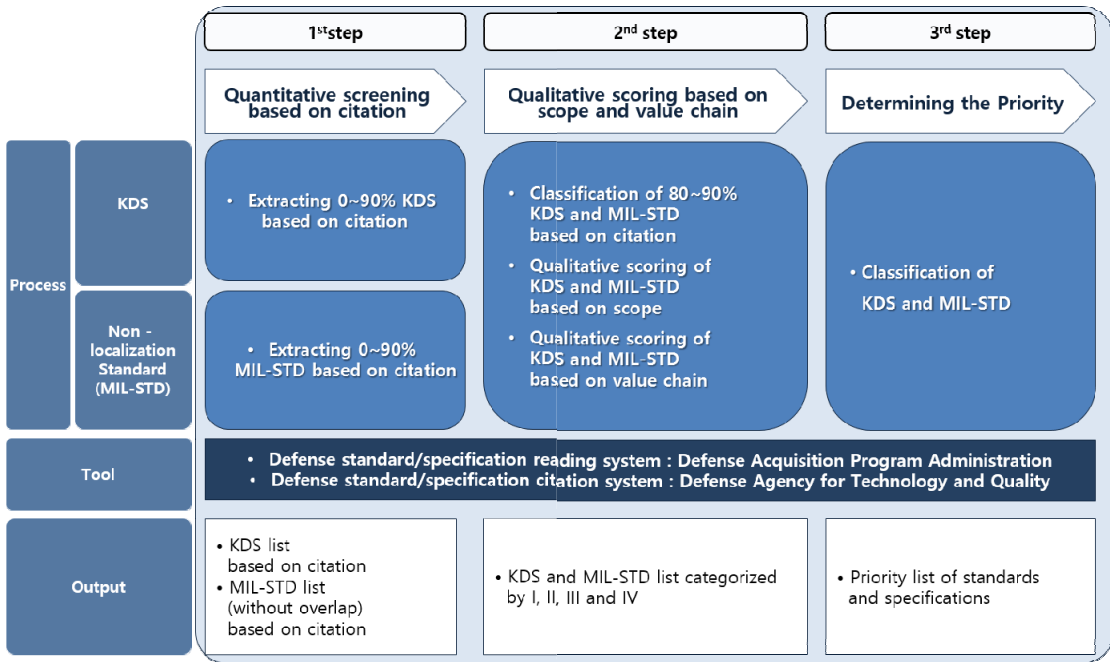 1ststep
2nd step
3rd step
Quantitative screening
based on citation
Qualitative scoring based on
scope and value chain
Determining the Priority
Process
KDS
• Extracting 0~90% KDS
based on citation
Non -
localization
Standard
(MIL-STD)
• Extracting 0~90%
MIL-STD based on citation
• Classification of 80~90%
KDS and MIL-STD
based on citation
• Qualitative scoring of
KDS and MIL-STD
based on scope
• Qualitative scoring of
KDS and MIL-STD
based on value chain
• Classification of
KDS and MIL-STD
Tool
• Defense standard/specification reading system : Defense Acquisition Program Administration
• Defense standard/specification citation system : Defense Agency for Technology and Quality
Output
• KDS list
based on citation
• MIL-STD list
(without overlap)
based on citation
• KDS and MIL-STD list categorized
by I, II, III and IV
• Priority list of standards
and specifications